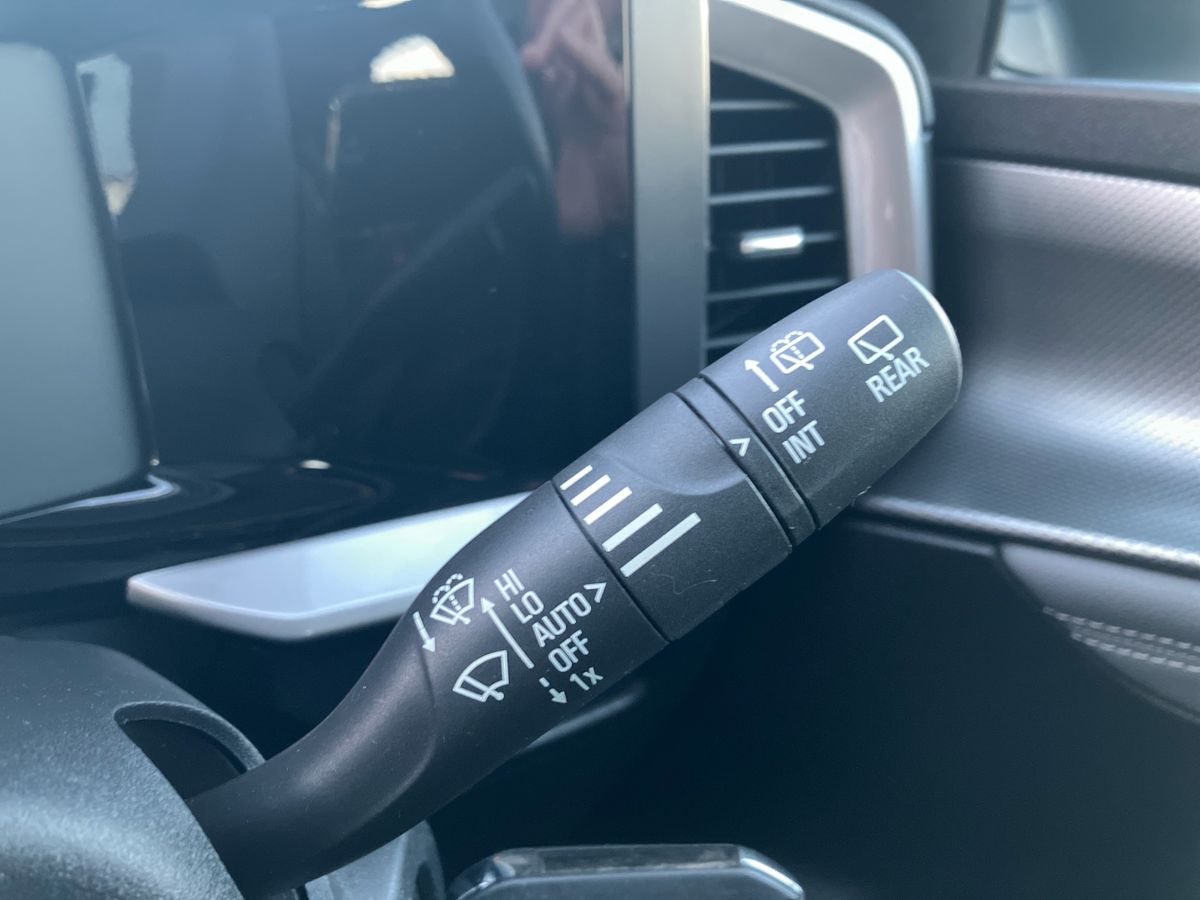 HI
LO
AUTO >
OFF
1x
>
OFF
INT
REAR